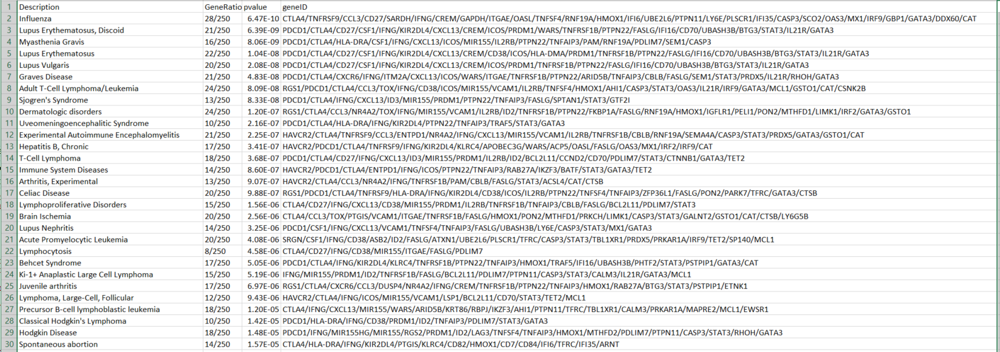 1 Description GeneRatio pvalue geneID
2 Influenza 28/250 6.47E-10 CTLA4/TNFRSF9/CCL3/CD27/SARDH/IFNG/CREM/GAPDH/ITGAE/OASL/TNFSF4/RNF19A/HMOX1/IFI6/UBE2L6/PTPN11/LY6E/PLSCR1/IFI35/CASP3/SCO2/OAS3/MX1/IRF9/GBP1/GATA3/DDX60/CAT
3 Lupus Erythematosus, Discoid 21/250 6.39E-09 PDCD1/CTLA4/CD27/CSF1/IFNG/KIR2DL4/CXCL13/CREM/ICOS/PRDM1/WARS/TNFRSF1B/PTPN22/FASLG/IFI16/CD70/UBASH3B/BTG3/STAT3/IL21R/GATA3
4 Myasthenia Gravis 16/250 8.06E-09 PDCD1/CTLA4/HLA-DRA/CSF1/IFNG/CXCL13/ICOS/MIR155/IL2RB/PTPN22/TNFAIP3/PAM/RNF19A/PDLIM7/SEM1/CASP3
5 Lupus Erythematosus 22/250 1.04E-08 PDCD1/CTLA4/CD27/CSF1/IFNG/KIR2DL4/CXCL13/CREM/CD38/ICOS/HLA-DMA/PRDM1/TNFRSF1B/PTPN22/FASLG/IFI16/CD70/UBASH3B/BTG3/STAT3/IL21R/GATA3
6 Lupus Vulgaris 20/250 2.08E-08 PDCD1/CTLA4/CD27/CSF1/IFNG/KIR2DL4/CXCL13/CREM/ICOS/PRDM1/TNFRSF1B/PTPN22/FASLG/IFI16/CD70/UBASH3B/BTG3/STAT3/IL21R/GATA3
7 Graves Disease 21/250 4.83E-08 PDCD1/CTLA4/CXCR6/IFNG/ITM2A/CXCL13/ICOS/WARS/ITGAE/TNFRSF1B/PTPN22/ARID5B/TNFAIP3/CBLB/FASLG/SEM1/STAT3/PRDX5/IL21R/RHOH/GATA3
8 Adult T-Cell Lymphoma/Leukemia 24/250 8.09E-08 RGS1/PDCD1/CTLA4/CCL3/TOX/IFNG/CD38/ICOS/MIR155/VCAM1/IL2RB/TNFSF4/HMOX1/AHI1/CASP3/STAT3/OAS3/IL21R/IRF9/GATA3/MCL1/GSTO1/CAT/CSNK2B
9 Sjogren's Syndrome 13/250 8.33E-08 PDCD1/CTLA4/IFNG/CXCL13/ID3/MIR155/PRDM1/PTPN22/TNFAIP3/FASLG/SPTAN1/STAT3/GTF2I
10 Dermatologic disorders 24/250 1.20E-07 RGS1/CTLA4/CCL3/NR4A2/TOX/IFNG/MIR155/VCAM1/IL2RB/ID2/TNFRSF1B/PTPN22/FKBP1A/FASLG/RNF19A/HMOX1/IGFLR1/PELI1/PON2/MTHFD1/LIMK1/IRF2/GATA3/GSTO1
11 Uveomeningoencephalitic Syndrome 10/250 2.16E-07 PDCD1/CTLA4/HLA-DRA/IFNG/KIR2DL4/PTPN22/TNFAIP3/TRAF5/STAT3/GATA3
12 Experimental Autoimmune Encephalomyelitis 21/250 2.25E-07 HAVCR2/CTLA4/TNFRSF9/CCL3/ENTPD1/NR4A2/IFNG/CXCL13/MIR155/VCAM1/IL2RB/TNFRSF1B/CBLB/RNF19A/SEMA4A/CASP3/STAT3/PRDX5/GATA3/GSTO1/CAT
13 Hepatitis B, Chronic 17/250 3.41E-07 HAVCR2/PDCD1/CTLA4/TNFRSF9/IFNG/KIR2DL4/KLRC4/APOBEC3G/WARS/ACP5/OASL/FASLG/OAS3/MX1/IRF2/IRF9/CAT
14 T-Cell Lymphoma 18/250 3.68E-07 PDCD1/CTLA4/CD27/IFNG/CXCL13/ID3/MIR155/PRDM1/IL2RB/ID2/BCL2L11/CCND2/CD70/PDLIM7/STAT3/CTNNB1/GATA3/TET2
15 Immune System Diseases 14/250 8.60E-07 HAVCR2/PDCD1/CTLA4/ENTPD1/IFNG/ICOS/PTPN22/TNFAIP3/RAB27A/IKZF3/BATF/STAT3/GATA3/TET2
16 Arthritis, Experimental 13/250 9.07E-07 HAVCR2/CTLA4/CCL3/NR4A2/IFNG/TNFRSF1B/PAM/CBLB/FASLG/STAT3/ACSL4/CAT/CTSB
17 Celiac Disease 20/250 9.88E-07 RGS1/PDCD1/CTLA4/TNFRSF9/HLA-DRA/IFNG/KIR2DL4/CD38/ICOS/IL2RB/PTPN22/TNFSF4/TNFAIP3/ZFP36L1/FASLG/PON2/PARK7/TFRC/GATA3/CTSB
18 Lymphoproliferative Disorders 15/250 1.56E-06 CTLA4/CD27/IFNG/CXCL13/CD38/MIR155/PRDM1/IL2RB/TNFRSF1B/TNFAIP3/CBLB/FASLG/BCL2L11/PDLIM7/STAT3
19 Brain Ischemia 20/250 2.56E-06 CTLA4/CCL3/TOX/PTGIS/VCAM1/ITGAE/TNFRSF1B/FASLG/HMOX1/PON2/MTHFD1/PRKCH/LIMK1/CASP3/STAT3/GALNT2/GSTO1/CAT/CTSB/LY6G5B
20 Lupus Nephritis 14/250 3.25E-06 PDCD1/CSF1/IFNG/CXCL13/VCAM1/TNFSF4/TNFAIP3/FASLG/UBASH3B/LY6E/CASP3/STAT3/MX1/GATA3
21 Acute Promyelocytic Leukemia 20/250 4.08E-06 SRGN/CSF1/IFNG/CD38/ASB2/ID2/FASLG/ATXN1/UBE2L6/PLSCR1/TFRC/CASP3/STAT3/TBL1XR1/PRDX5/PRKAR1A/IRF9/TET2/SP140/MCL1
22 Lymphocytosis 8/250 4.58E-06 CTLA4/CD27/IFNG/CD38/MIR155/ITGAE/FASLG/PDLIM7
23 Behcet Syndrome 17/250 5.05E-06 PDCD1/CTLA4/IFNG/KIR2DL4/KLRC4/TNFRSF1B/PTPN22/TNFAIP3/HMOX1/TRAF5/IFI16/UBASH3B/PHTF2/STAT3/PSTPIP1/GATA3/CAT
24 Ki-1+ Anaplastic Large Cell Lymphoma 15/250 5.19E-06 IFNG/MIR155/PRDM1/ID2/TNFRSF1B/FASLG/BCL2L11/PDLIM7/PTPN11/CASP3/STAT3/CALM3/IL21R/GATA3/MCL1
25 Juvenile arthritis 17/250 6.97E-06 RGS1/CTLA4/CXCR6/CCL3/DUSP4/NR4A2/IFNG/CREM/TNFRSF1B/PTPN22/TNFAIP3/HMOX1/RAB27A/BTG3/STAT3/PSTPIP1/ETNK1
26 Lymphoma, Large-Cell, Follicular 12/250 9.43E-06 HAVCR2/CTLA4/IFNG/ICOS/MIR155/VCAM1/LSP1/BCL2L11/CD70/STAT3/TET2/MCL1
27 Precursor B-cell lymphoblastic leukemia 18/250 1.20E-05 CTLA4/IFNG/CXCL13/MIR155/WARS/ARID5B/KRT86/RBPJ/IKZF3/AHI1/PTPN11/TFRC/TBL1XR1/CALM3/PRKAR1A/MAPRE2/MCL1/EWSR1
28 Classical Hodgkin's Lymphoma 10/250 1.42E-05 PDCD1/HLA-DRA/IFNG/CD38/PRDM1/ID2/TNFAIP3/PDLIM7/STAT3/GATA3
29 Hodgkin Disease 18/250 1.48E-05 PDCD1/IFNG/MIR155HG/MIR155/RGS2/PRDM1/ID2/LAG3/TNFSF4/TNFAIP3/HMOX1/MTHFD2/PDLIM7/PTPN11/CASP3/STAT3/RHOH/GATA3
30 Spontaneous abortion 14/250 1.57E-05 CTLA4/HLA-DRA/IFNG/KIR2DL4/PTGIS/KLRC4/CD82/HMOX1/CD7/CD84/IFI6/TFRC/IFI35/ARNT